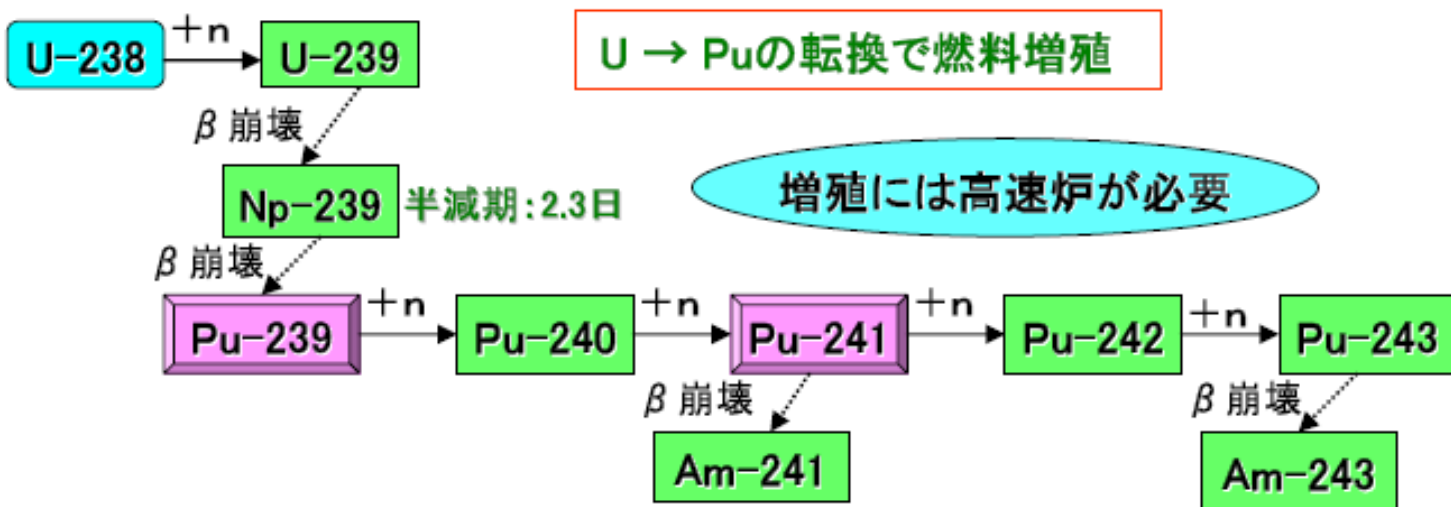 U-238
+n
U-239
U → Puの転換で燃料増殖
β 崩壊
Np-239
半減期:2.3日
増殖には高速炉が必要
β 崩壊
Pu-239
+n
Pu-240
+n
Pu-241
+n
Pu-242
+n
Pu-243
β 崩壊
β 崩壊
Am-241
Am-243